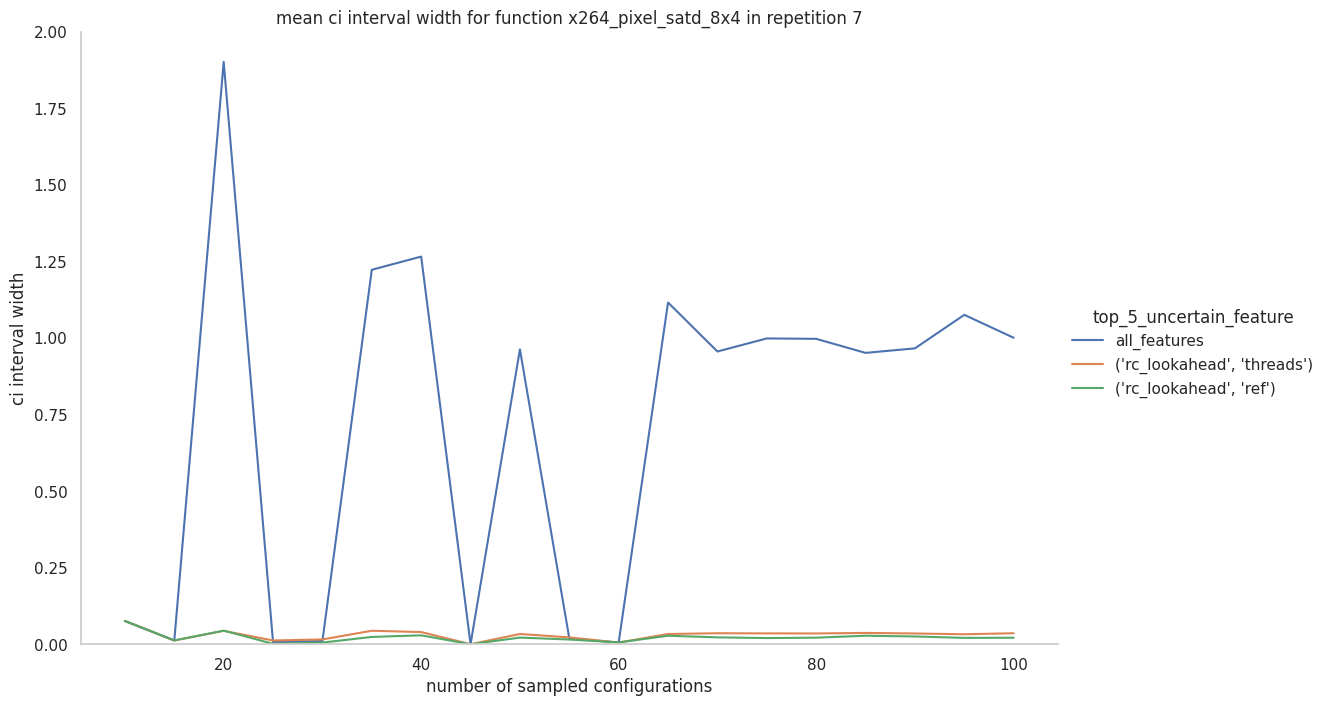 mean ci interval width for function x264_pixel_satd_8x4 in repetition 7
2.00
1.75
1.50
1.25
1.00
0.75
0.50
0.25
0.00
ci interval width
20
40
60
80
100
number of sampled configurations
top_5_uncertain_feature
all_features
('rc_lookahead', 'threads')
('rc_lookahead', 'ref')